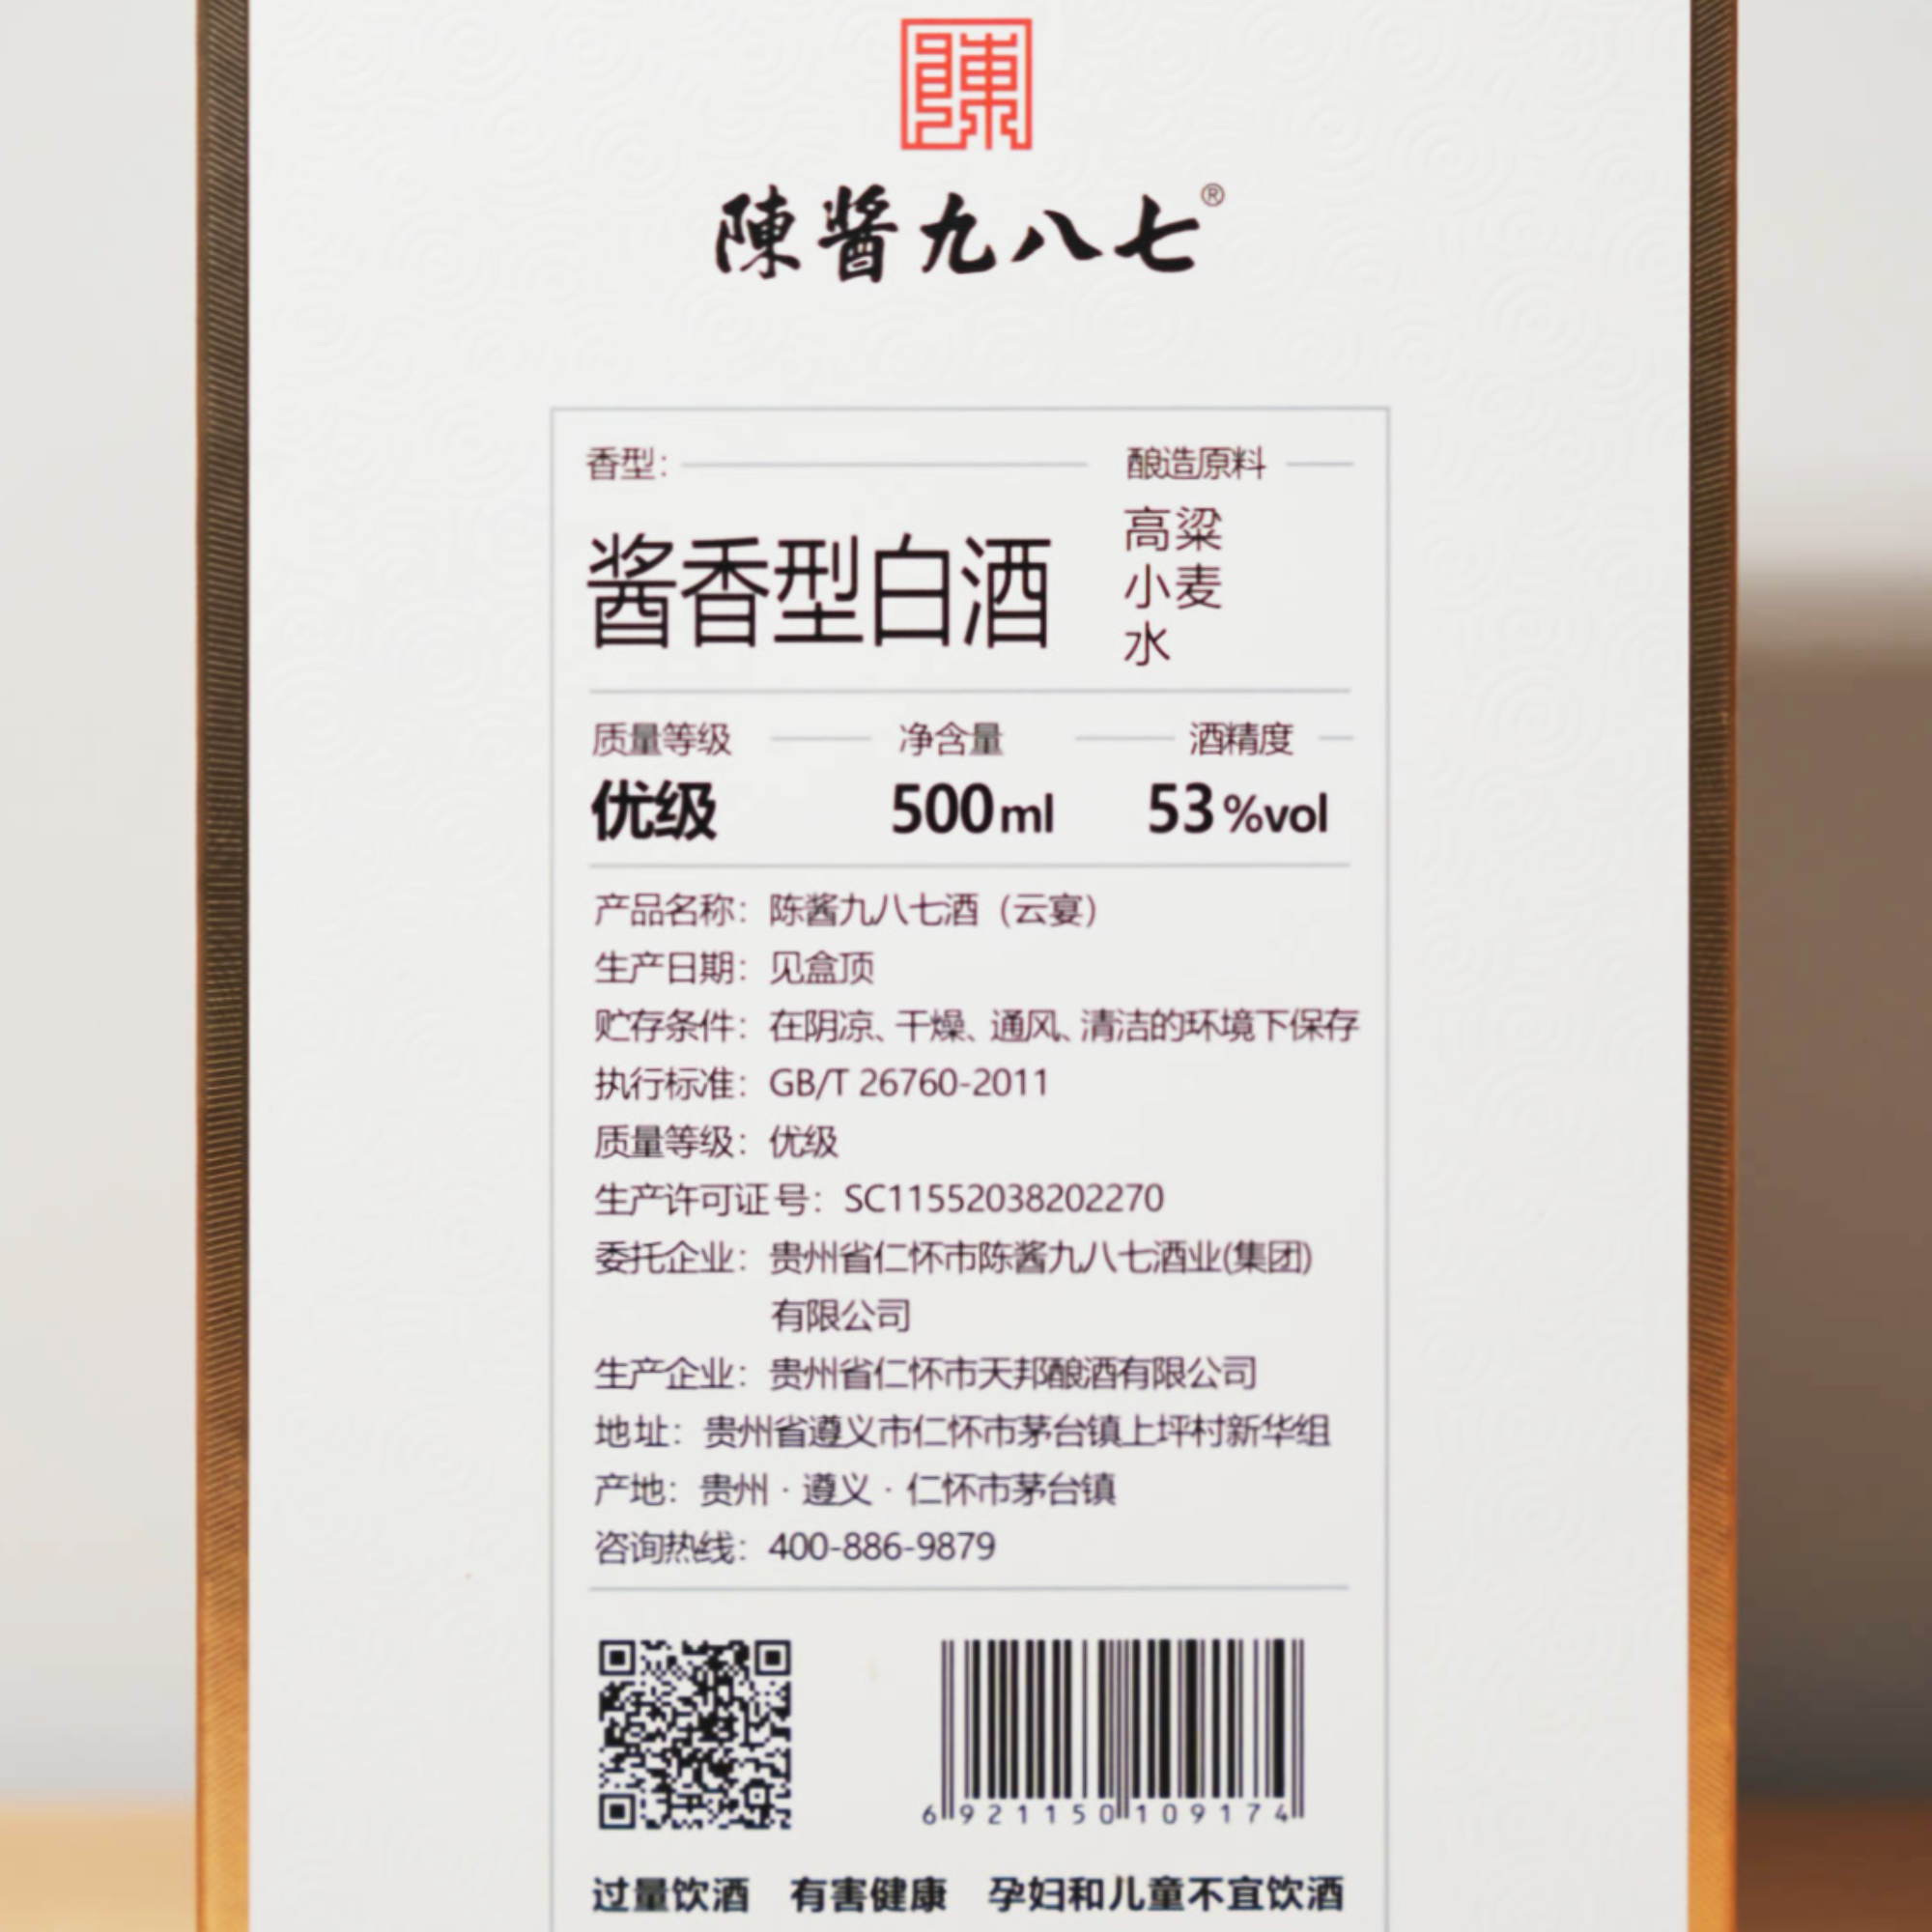 陳
陳酱九八七®
香型： 酿造原料
酱香型白酒
高粱
小麦
水
质量等级 净含量 酒精度
优级 500ml 53%vol
产品名称：陈酱九八七酒（云宴）
生产日期：见盒顶
贮存条件：在阴凉、干燥、通风、清洁的环境下保存
执行标准：GB/T 26760-2011
质量等级：优级
生产许可证号：SC11552038202270
委托企业：贵州省仁怀市陈酱九八七酒业(集团)
有限公司
生产企业：贵州省仁怀市天邦酿酒有限公司
地址：贵州省遵义市仁怀市茅台镇上坪村新华组
产地：贵州·遵义·仁怀市茅台镇
咨询热线：400-886-9879
6 921150 109174
过量饮酒 有害健康 孕妇和儿童不宜饮酒